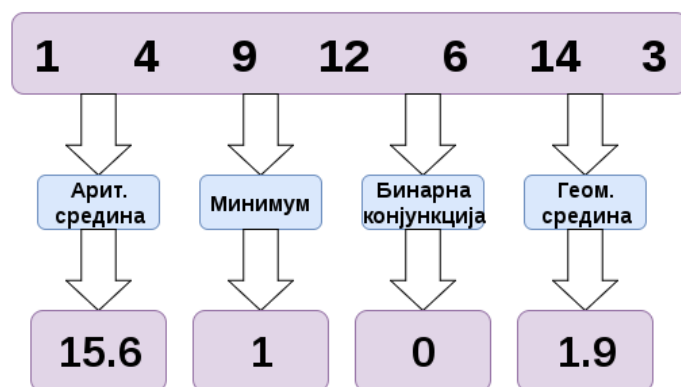 1 4 9 12 6 14 3
Арит.
средина
Минимум
Бинарна
конјункција
Геом.
средина
15.6 1 0 1.9